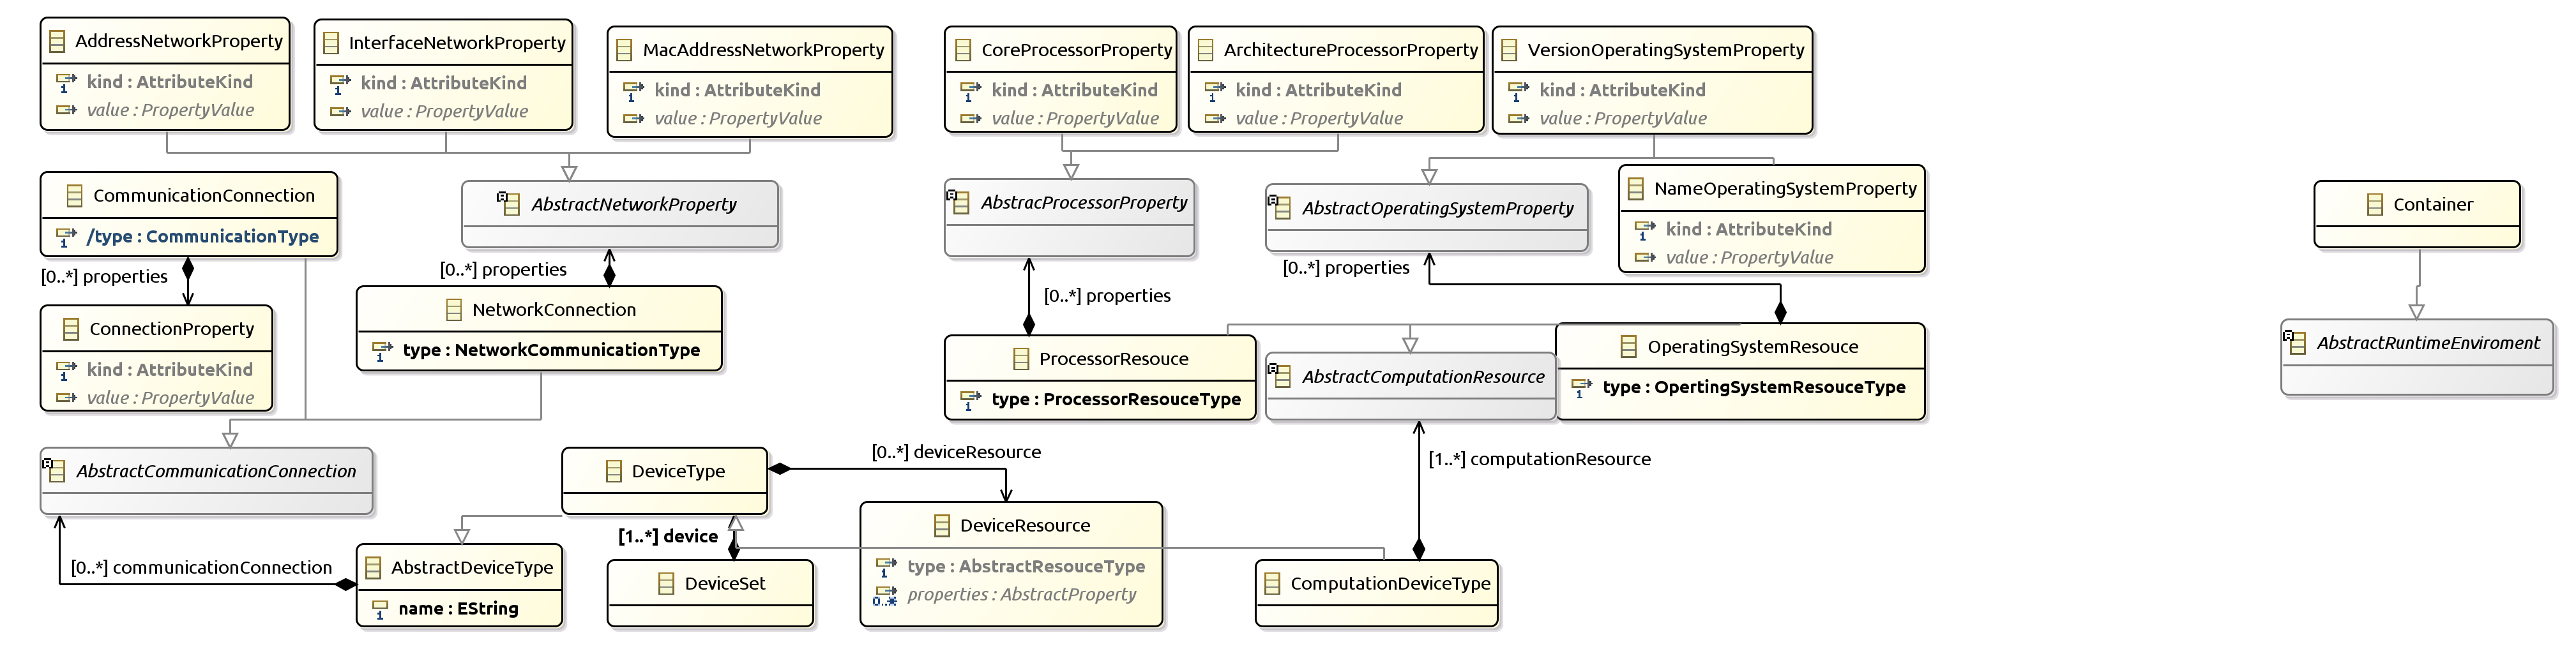 AddressNetworkProperty
kind : AttributeKind
value : PropertyValue
InterfaceNetworkProperty
kind : AttributeKind
value : PropertyValue
MacAddressNetworkProperty
kind : AttributeKind
value : PropertyValue
CoreProcessorProperty
kind : AttributeKind
value : PropertyValue
ArchitectureProcessorProperty
kind : AttributeKind
value : PropertyValue
VersionOperatingSystemProperty
kind : AttributeKind
value : PropertyValue
CommunicationConnection
/type : CommunicationType
AbstractNetworkProperty
AbstracProcessorProperty
AbstractOperatingSystemProperty
NameOperatingSystemProperty
kind : AttributeKind
value : PropertyValue
Container
[0..*] properties
[0..*] properties
[0..*] properties
[0..*] properties
ConnectionProperty
kind : AttributeKind
value : PropertyValue
NetworkConnection
type : NetworkCommunicationType
ProcessorResouce
type : ProcessorResouceType
AbstractComputationResource
OperatingSystemResouce
type : OpertingSystemResouceType
AbstractRuntimeEnviroment
AbstractCommunicationConnection
DeviceType
[0..*] deviceResource
[1..*] computationResource
[1..*] device
DeviceResource
type : AbstractResouceType
0..*
properties : AbstractProperty
[0..*] communicationConnection
AbstractDeviceType
name : EString
DeviceSet
ComputationDeviceType